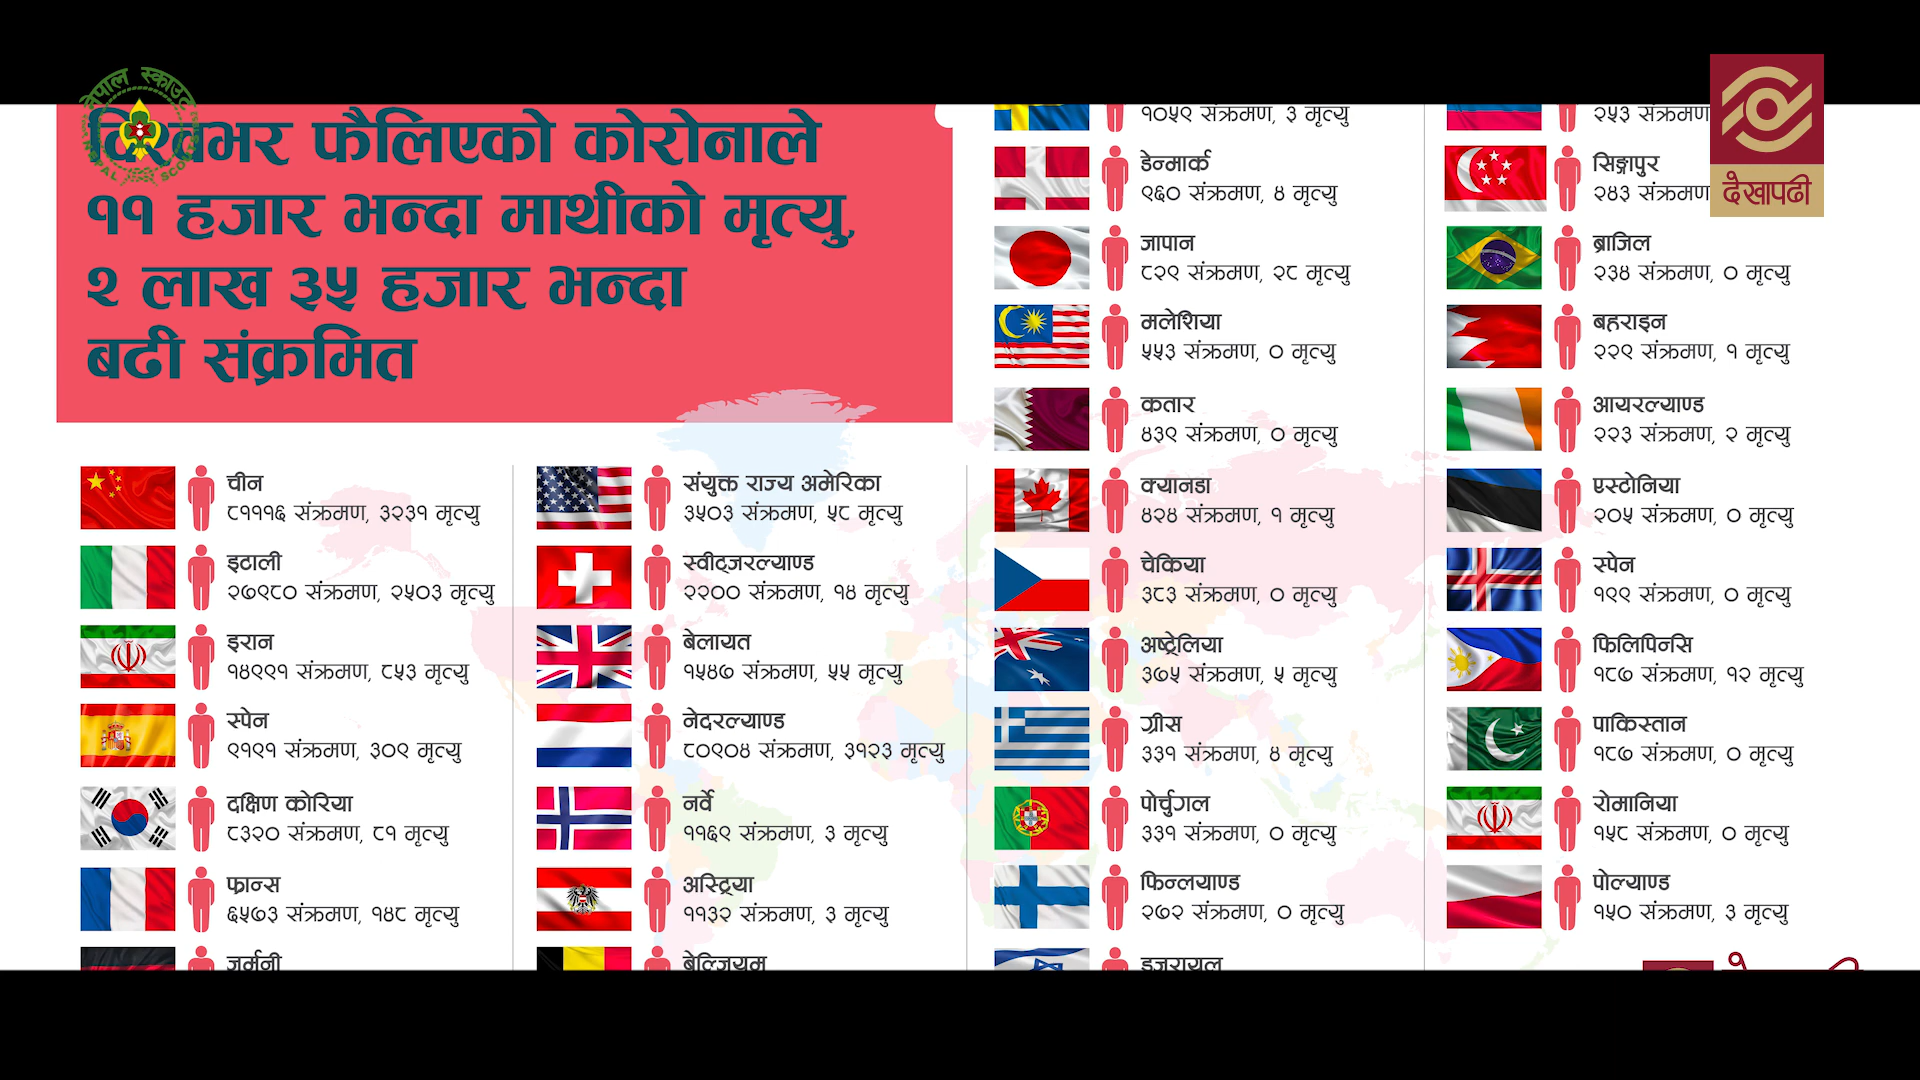 नेपाल स्काउट
NEPAL SCOUTS
विश्वभर फैलिएको कोरोनाले
११ हजार भन्दा माथीको मृत्यु,
२ लाख ३५ हजार भन्दा
बढी संक्रमित
चीन
८१११६ संक्रमण, ३२३१ मृत्यु
इटाली
२७९८० संक्रमण, २५०३ मृत्यु
इरान
१४९९१ संक्रमण, ८५३ मृत्यु
स्पेन
९१९१ संक्रमण, ३०९ मृत्यु
दक्षिण कोरिया
८३२० संक्रमण, ८१ मृत्यु
फ्रान्स
६५७३ संक्रमण, १४८ मृत्यु
जर्मनी
संयुक्त राज्य अमेरिका
३५०३ संक्रमण, ५८ मृत्यु
स्वीट्जरल्याण्ड
२२०० संक्रमण, १४ मृत्यु
बेलायत
१५४७ संक्रमण, ५५ मृत्यु
नेदरल्याण्ड
८०९०४ संक्रमण, ३१२३ मृत्यु
नर्वे
११६९ संक्रमण, ३ मृत्यु
अस्ट्रिया
११३२ संक्रमण, ३ मृत्यु
बेल्जियम
१०५९ संक्रमण, ३ मृत्यु
डेन्मार्क
९६० संक्रमण, ४ मृत्यु
जापान
८२९ संक्रमण, २८ मृत्यु
मलेशिया
५५३ संक्रमण, ० मृत्यु
कतार
४३९ संक्रमण, ० मृत्यु
क्यानडा
४२४ संक्रमण, १ मृत्यु
चेकिया
३८३ संक्रमण, ० मृत्यु
अष्ट्रेलिया
३७५ संक्रमण, ५ मृत्यु
ग्रीस
३३१ संक्रमण, ४ मृत्यु
पोर्चुगल
३३१ संक्रमण, ० मृत्यु
फिन्लयाण्ड
२७२ संक्रमण, ० मृत्यु
इजरायल
२५३ संक्रमण
सिङ्गापुर
२४३ संक्रमण
ब्राजिल
२३४ संक्रमण, ० मृत्यु
बहराइन
२२९ संक्रमण, १ मृत्यु
आयरल्याण्ड
२२३ संक्रमण, २ मृत्यु
एस्टोनिया
२०५ संक्रमण, ० मृत्यु
स्पेन
१९९ संक्रमण, ० मृत्यु
फिलिपिनसि
१८७ संक्रमण, १२ मृत्यु
पाकिस्तान
१८७ संक्रमण, ० मृत्यु
रोमानिया
१५८ संक्रमण, ० मृत्यु
पोल्याण्ड
१५० संक्रमण, ३ मृत्यु
देखापढी